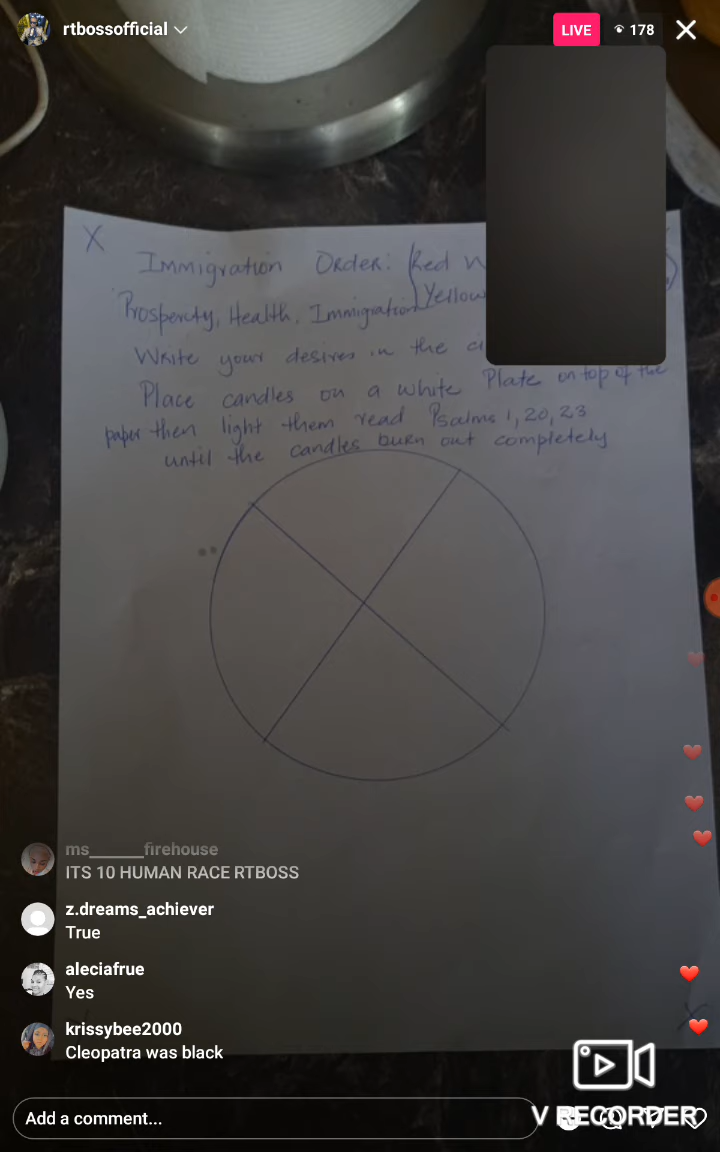 rtbossofficial
LIVE
178
X
Immigration Order: (Red
Prosperity, Health, Immigration Yellow
Write your desires in the
Place candles on a white Plate on top of the
paper then light them read Psalms 1, 20, 23
until the candles burn out completely
ms______firehouse
ITS 10 HUMAN RACE RTBOSS
z.dreams_achiever
True
aleciafrue
Yes
krissybee2000
Cleopatra was black
Add a comment...
V RECORDER